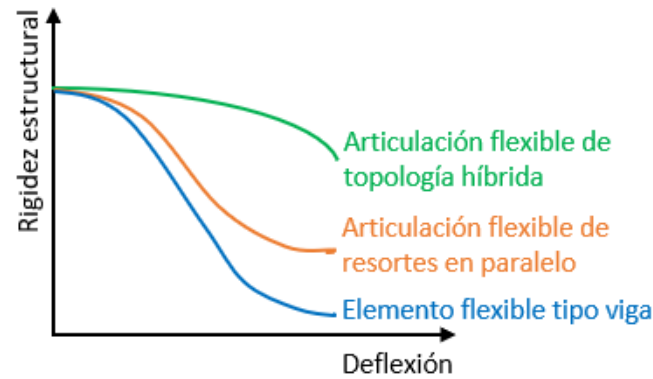 Rigidez estructural
Articulación flexible de
topología híbrida
Articulación flexible de
resortes en paralelo
Elemento flexible tipo viga
Deflexión